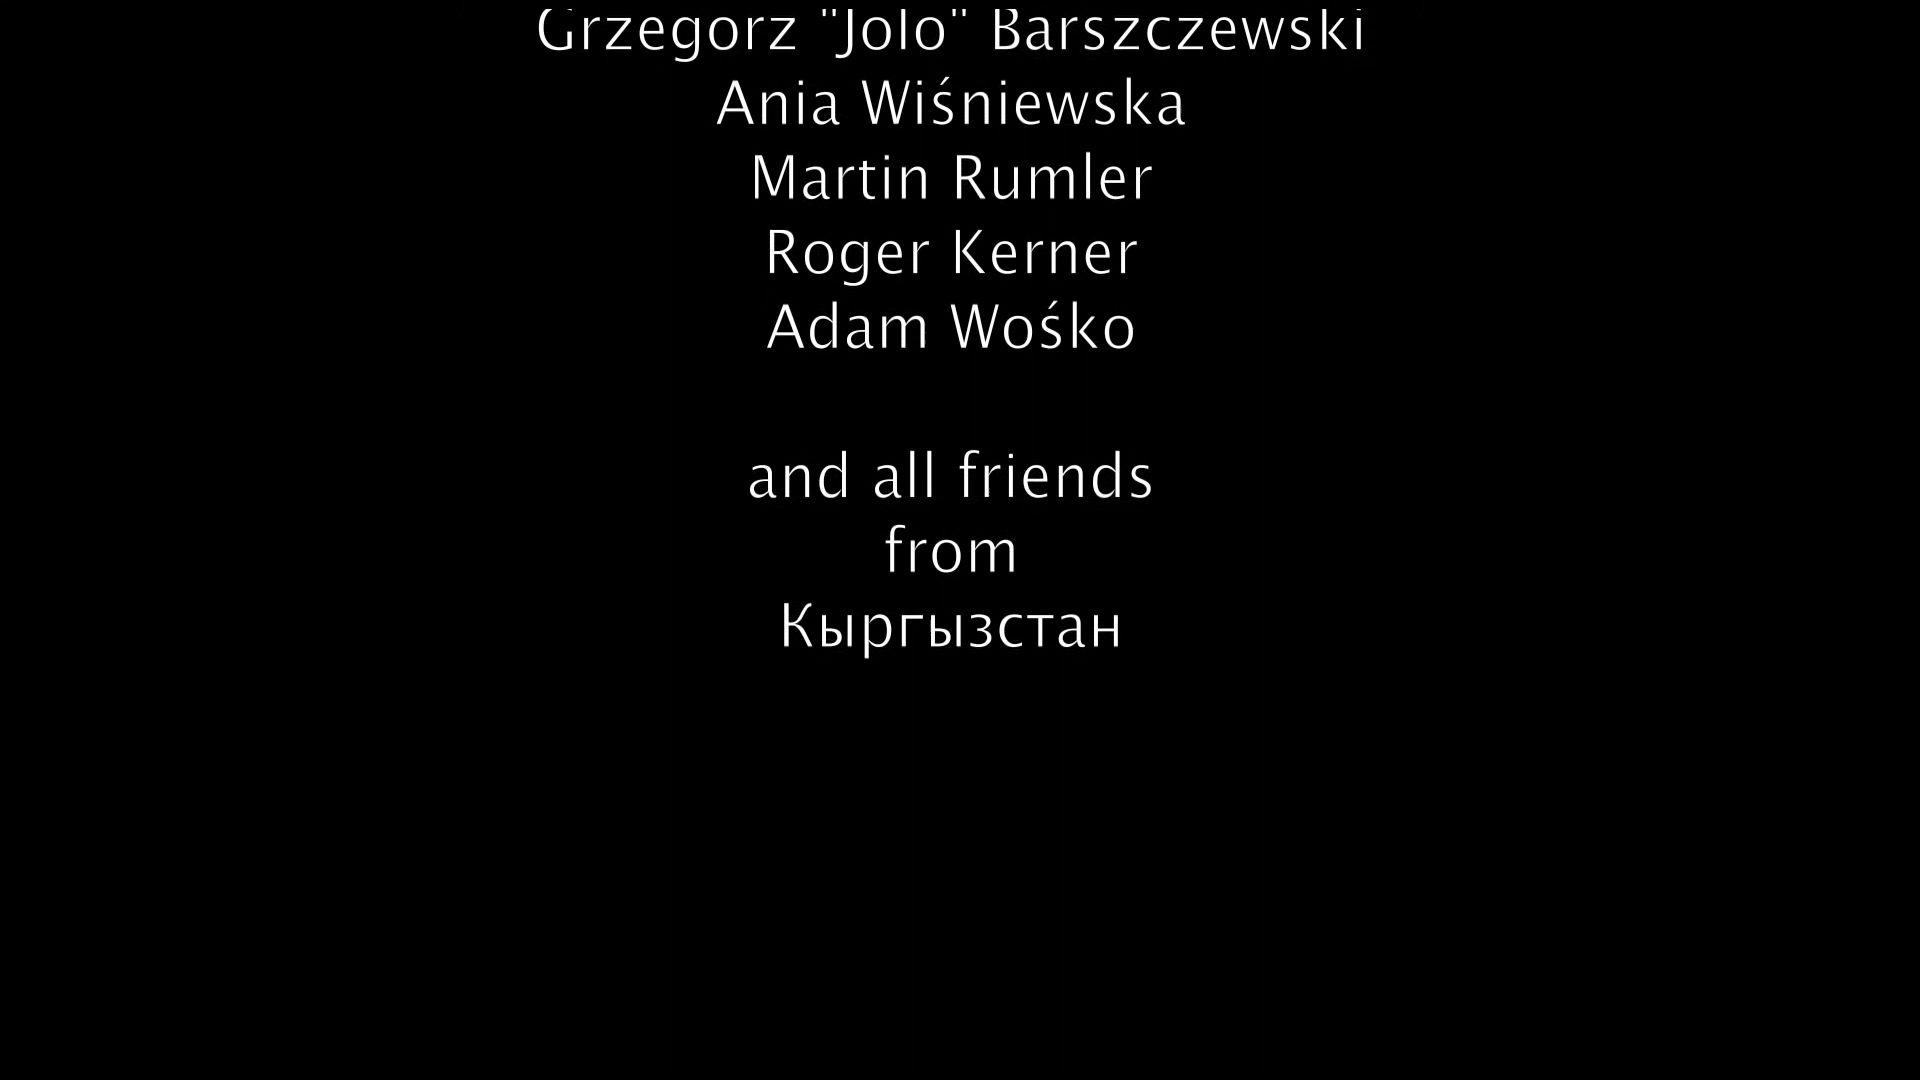 Grzegorz "Jolo" Barszczewski
Ania Wiśniewska
Martin Rumler
Roger Kerner
Adam Wośko
and all friends
from
Кыргызстан